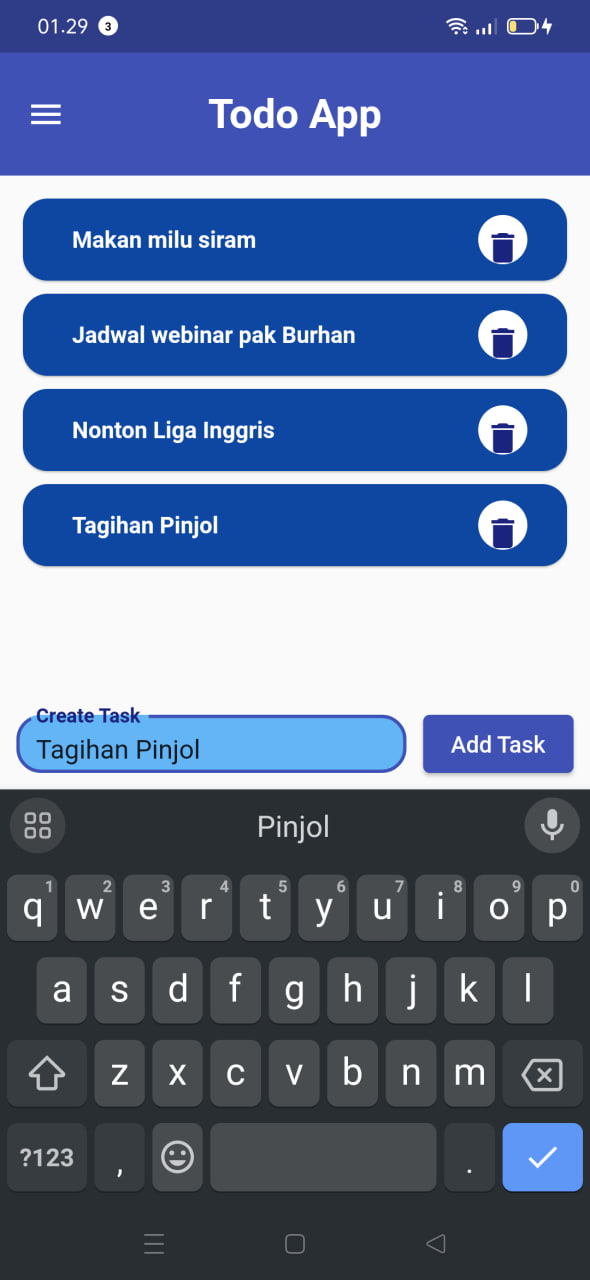 01.29 3
Todo App
Makan milu siram
Jadwal webinar pak Burhan
Nonton Liga Inggris
Tagihan Pinjol
Create Task
Tagihan Pinjol
Add Task
Pinjol
1 2 3 4 5 6 7 8 9 0
q w e r t y u i o p
a s d f g h j k l
z x c v b n m
?123 , .